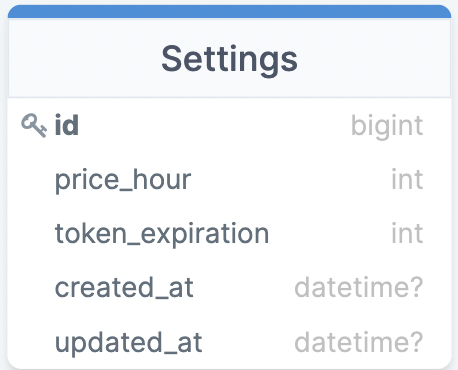 Settings
id bigint
price_hour int
token_expiration int
created_at datetime?
updated_at datetime?